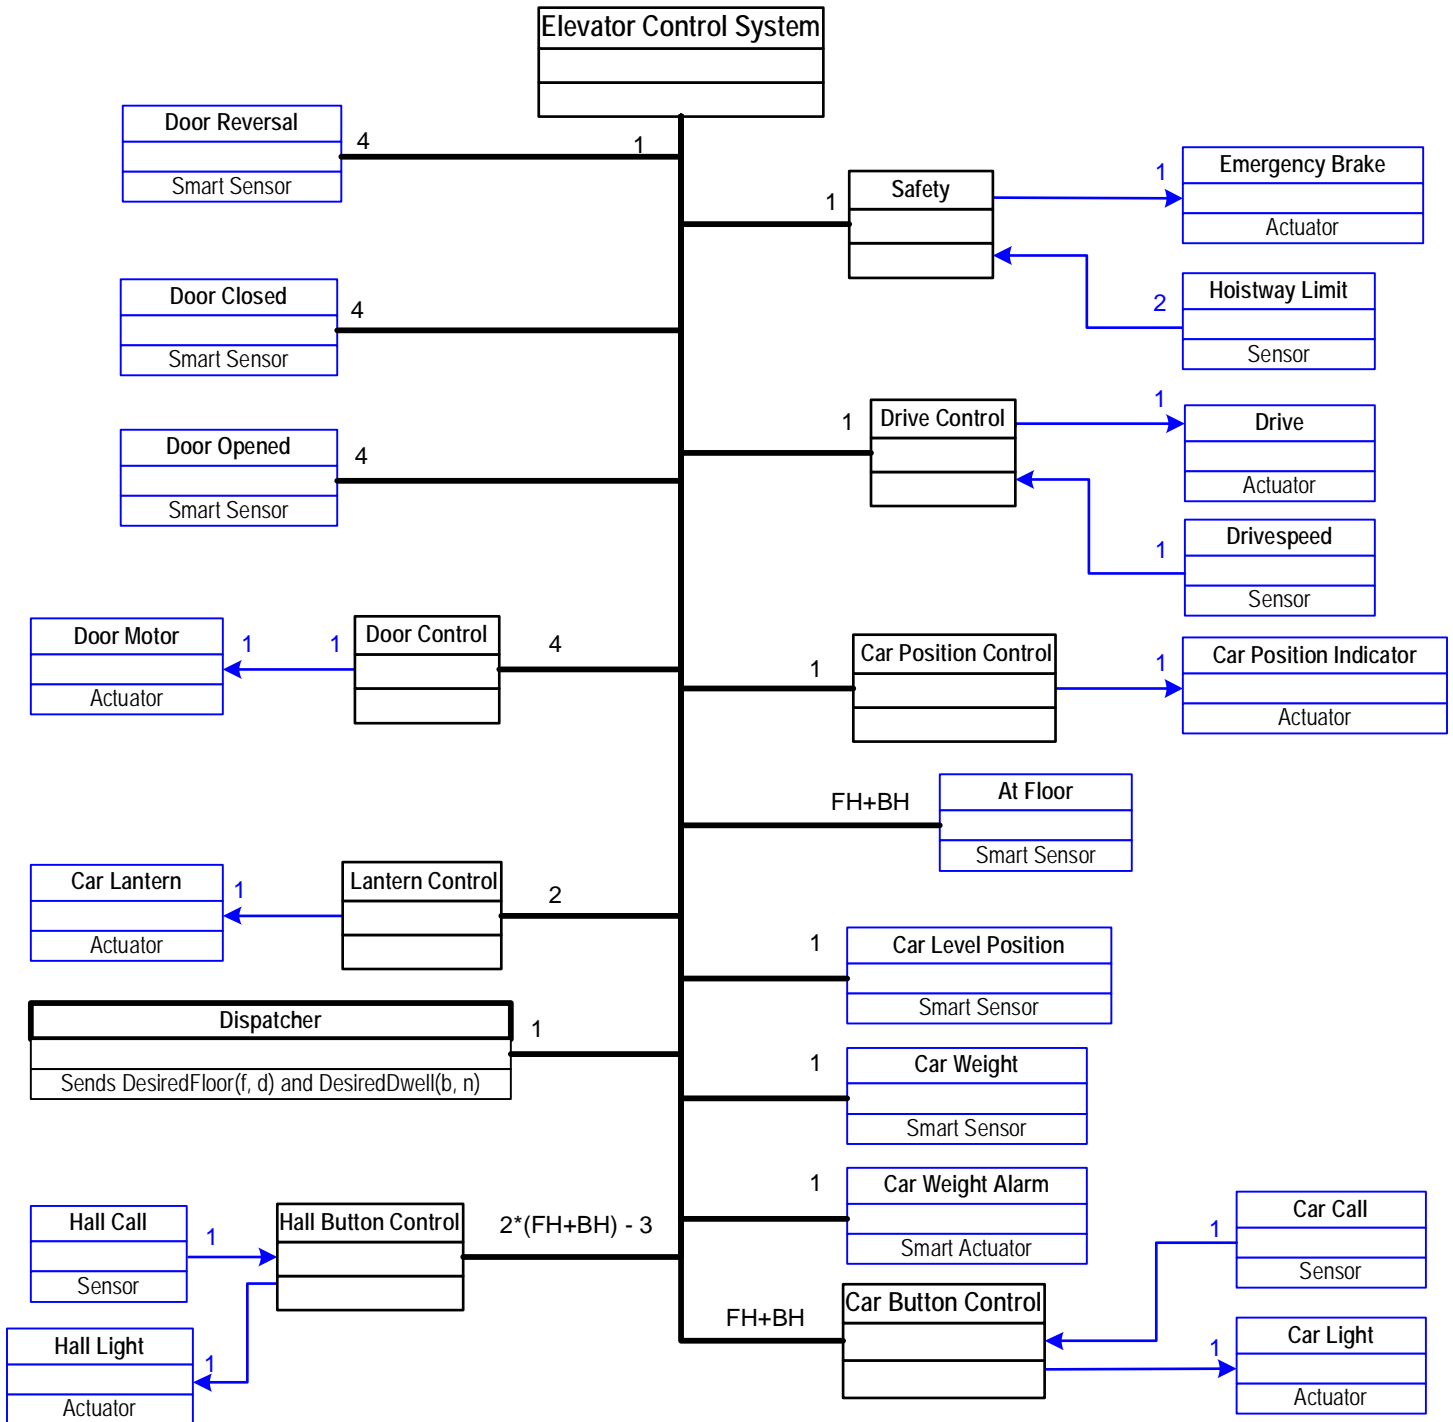 Elevator Control System
1
Door Reversal
Smart Sensor
4
Door Closed
Smart Sensor
4
Door Opened
Smart Sensor
4
Door Motor
Actuator
1
1
Door Control
4
Car Lantern
Actuator
1
Lantern Control
2
Dispatcher
Sends DesiredFloor(f, d) and DesiredDwell(b, n)
1
Hall Call
Sensor
1
Hall Button Control
2*(FH+BH) - 3
Hall Light
Actuator
1
1
Safety
1
Emergency Brake
Actuator
2
Hoistway Limit
Sensor
1
Drive Control
1
Drive
Actuator
1
Drivespeed
Sensor
1
Car Position Control
1
Car Position Indicator
Actuator
FH+BH
At Floor
Smart Sensor
1
Car Level Position
Smart Sensor
1
Car Weight
Smart Sensor
1
Car Weight Alarm
Smart Actuator
FH+BH
Car Button Control
1
Car Call
Sensor
1
Car Light
Actuator